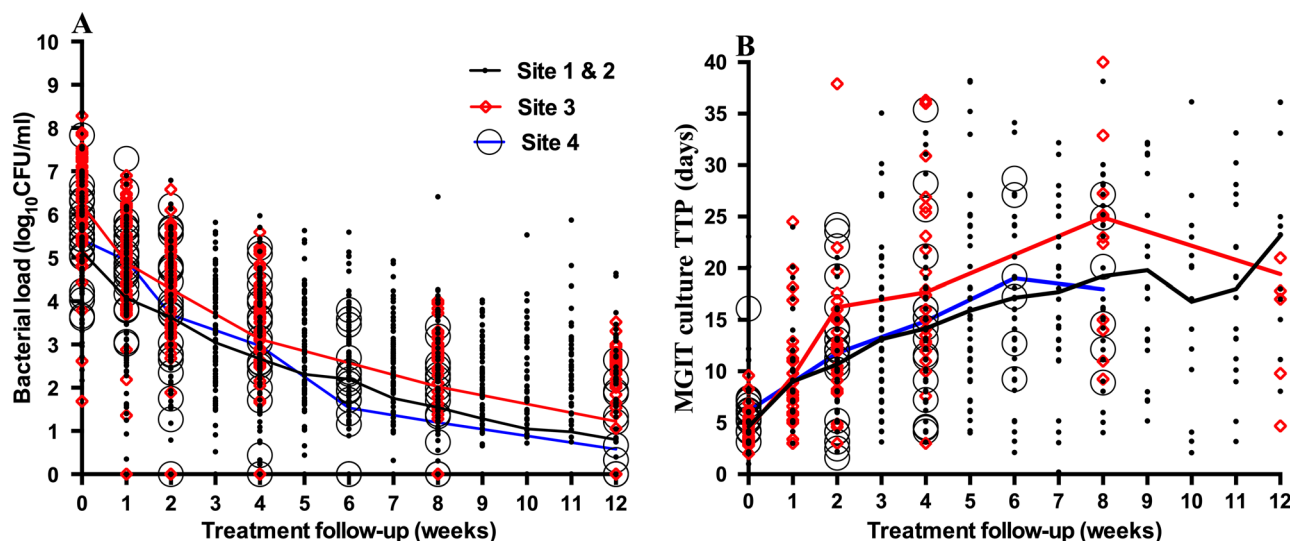 A
Bacterial load (log10CFU/ml)
10
9
8
7
6
5
4
3
2
1
0
0 1 2 3 4 5 6 7 8 9 10 11 12
Treatment follow-up (weeks)
Site 1 & 2
Site 3
Site 4
B
MGIT culture TTP (days)
40
35
30
25
20
15
10
5
0
0 1 2 3 4 5 6 7 8 9 10 11 12
Treatment follow-up (weeks)